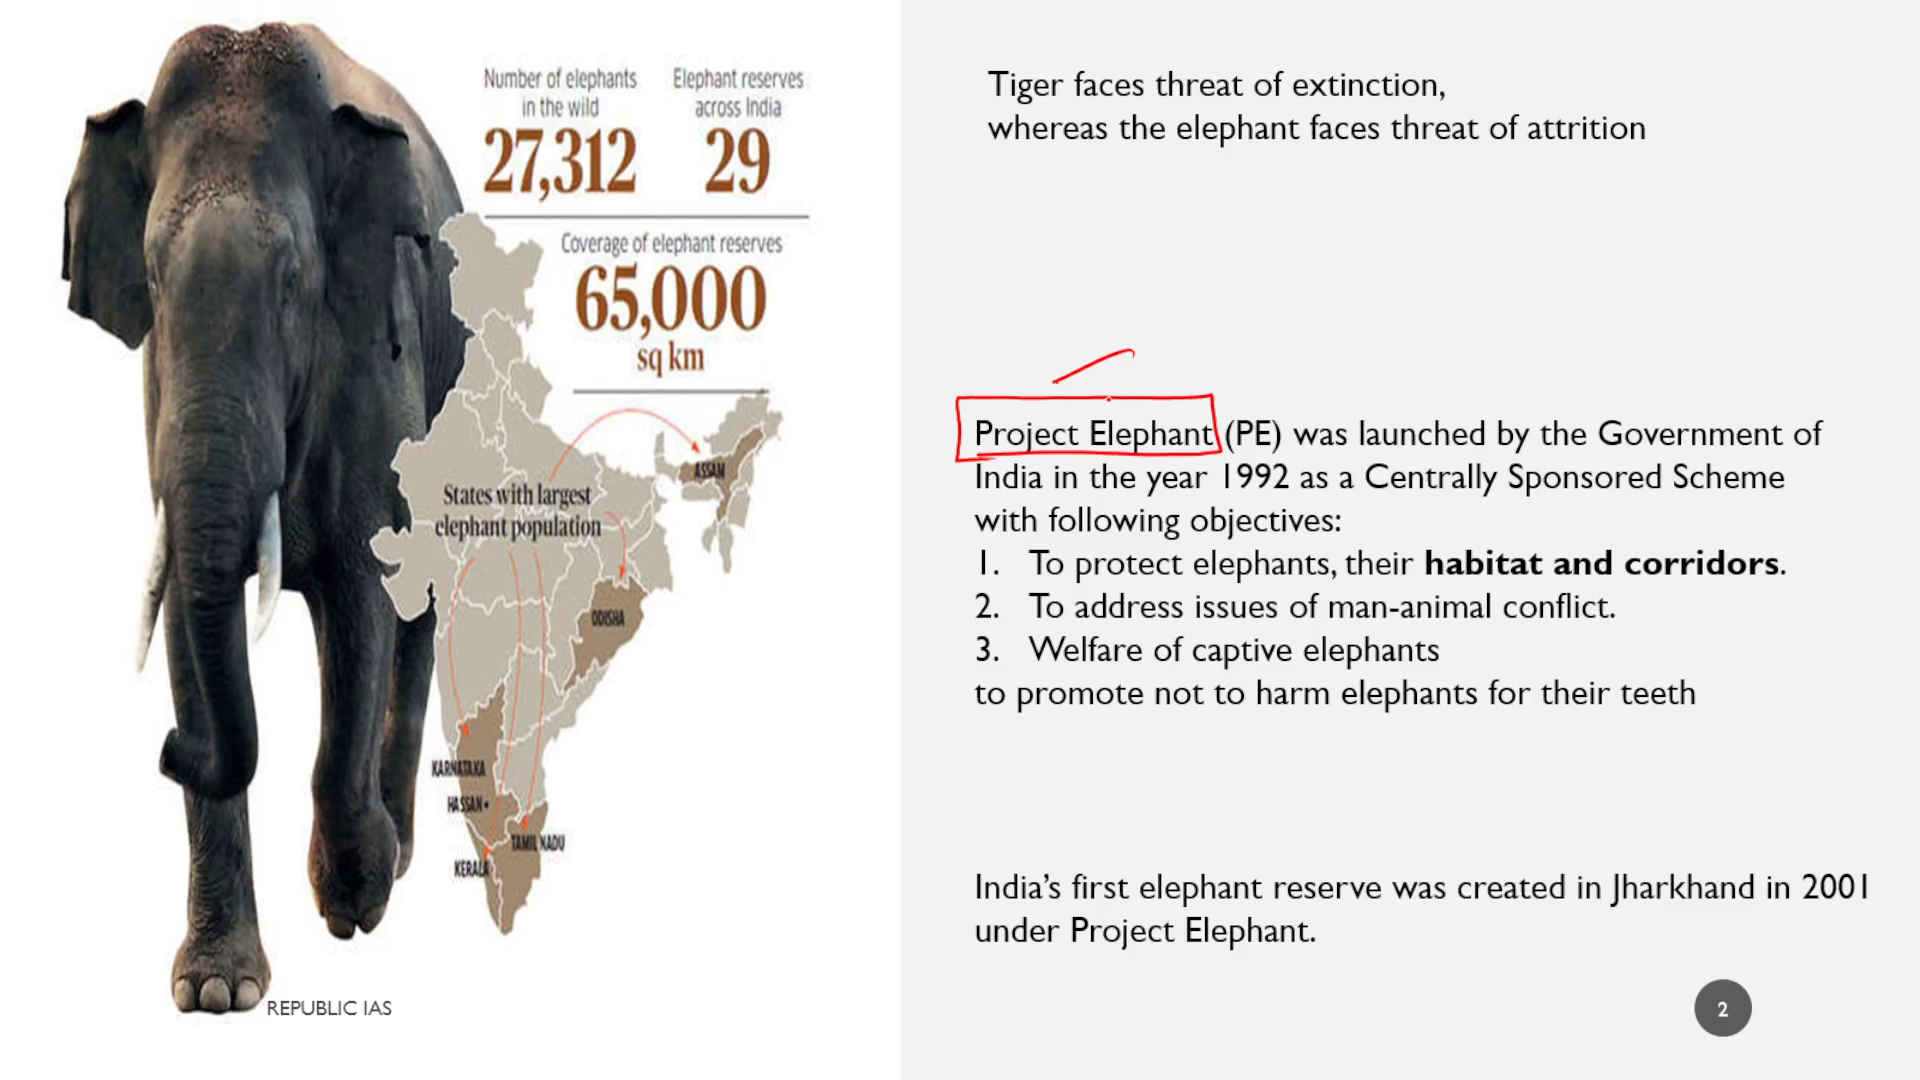 Number of elephants
in the wild
27,312
Elephant reserves
across India
29
Coverage of elephant reserves
65,000
sq km
States with largest
elephant population
ASSAM
ODISHA
KARNATAKA
HASSAN
TAMIL NADU
KERALA
REPUBLIC IAS
Tiger faces threat of extinction,
whereas the elephant faces threat of attrition
Project Elephant (PE) was launched by the Government of
India in the year 1992 as a Centrally Sponsored Scheme
with following objectives:
1. To protect elephants, their habitat and corridors.
2. To address issues of man-animal conflict.
3. Welfare of captive elephants
to promote not to harm elephants for their teeth
India’s first elephant reserve was created in Jharkhand in 2001
under Project Elephant.
2